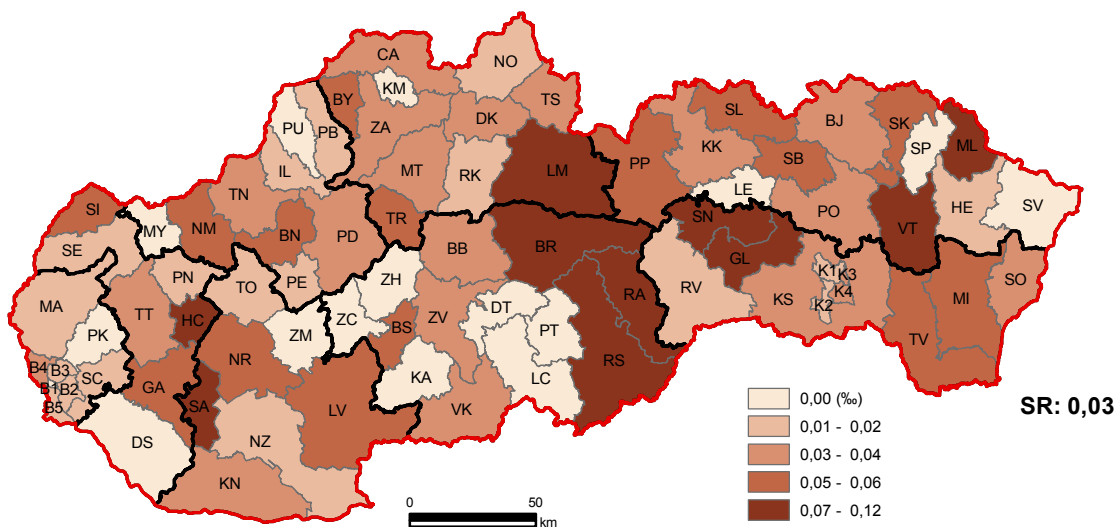 CA
NO
KM
BY
TS
PU
PB
ZA
DK
SL
BJ
SK
ML
SP
KK
PP
SB
IL
MT
RK
LM
LE
TN
PO
HE
SV
SI
MY
NM
BN
TR
SN
VT
PD
SE
BB
BR
GL
PN
TO
PE
ZH
K1
K3
SO
MA
RA
RV
KS
K4
MI
TT
HC
ZC
DT
K2
PK
ZM
BS
ZV
PT
TV
NR
RS
B4
B3
SC
B1
B2
GA
KA
LC
B5
SA
LV
VK
DS
NZ
KN
0,00 (‰)
0,01 - 0,02
0,03 - 0,04
0,05 - 0,06
0,07 - 0,12
SR: 0,03
0
50
km